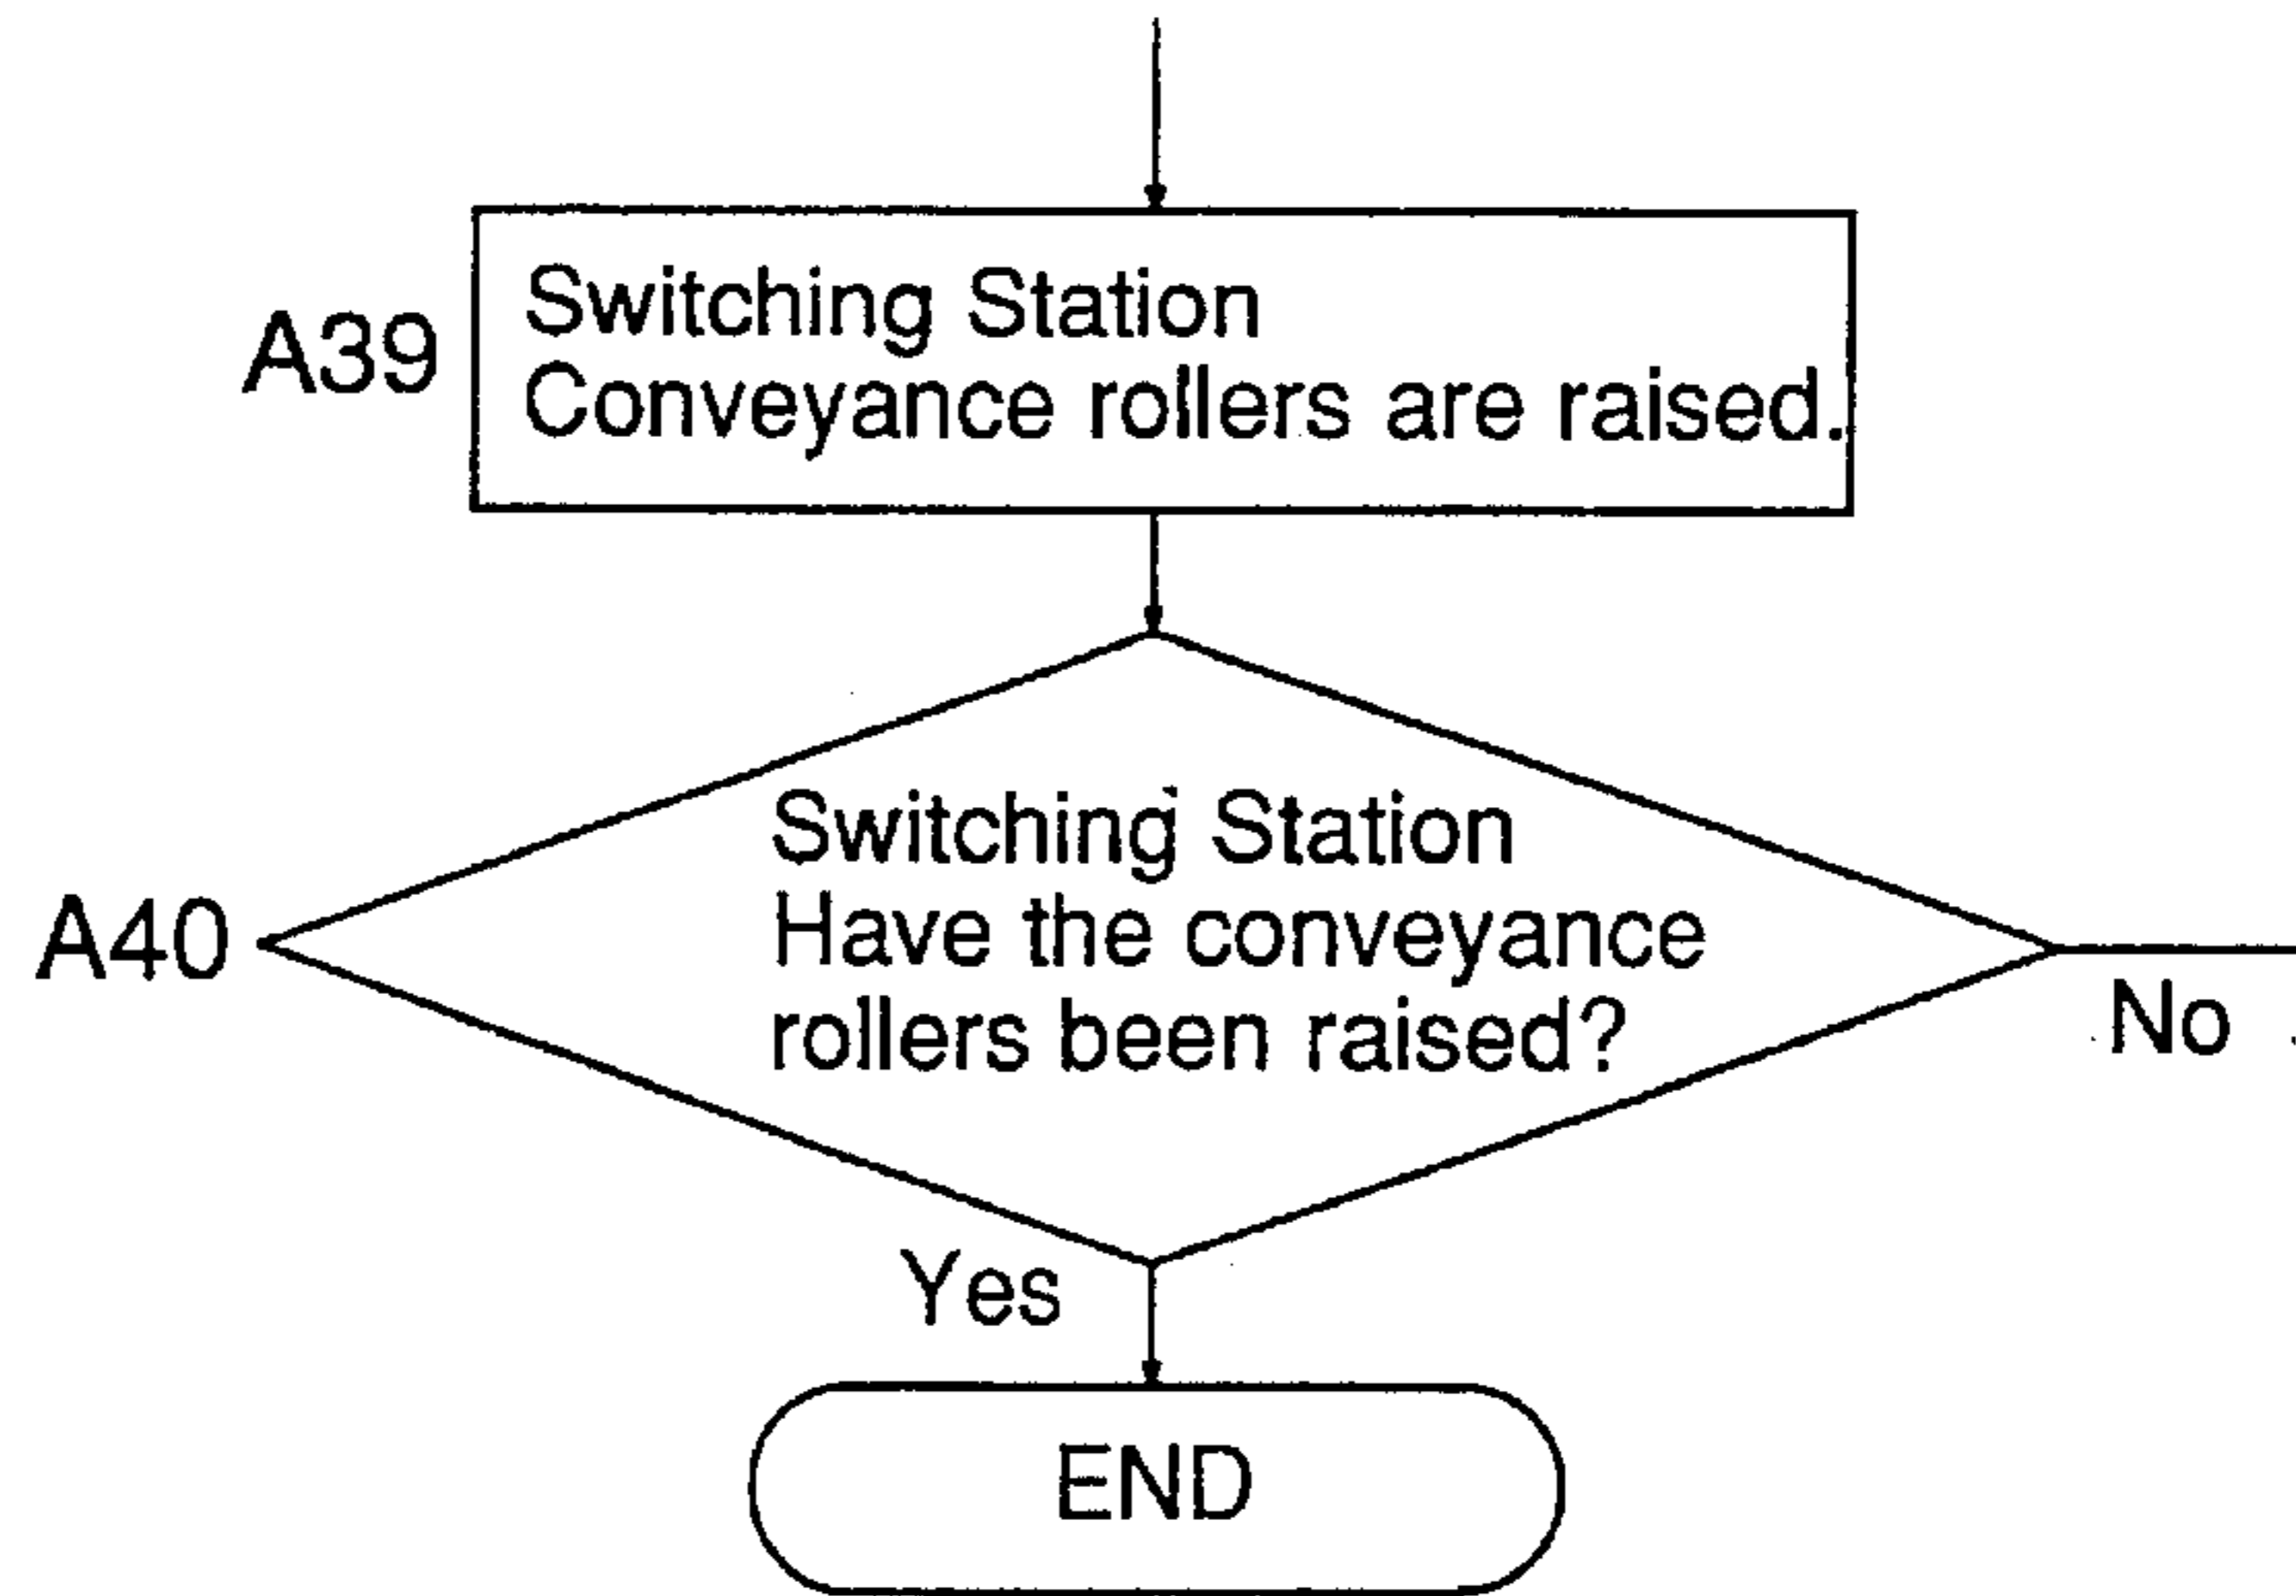 A39
Switching Station
Conveyance rollers are raised.
A40
Switching Station
Have the conveyance
rollers been raised?
No
Yes
END